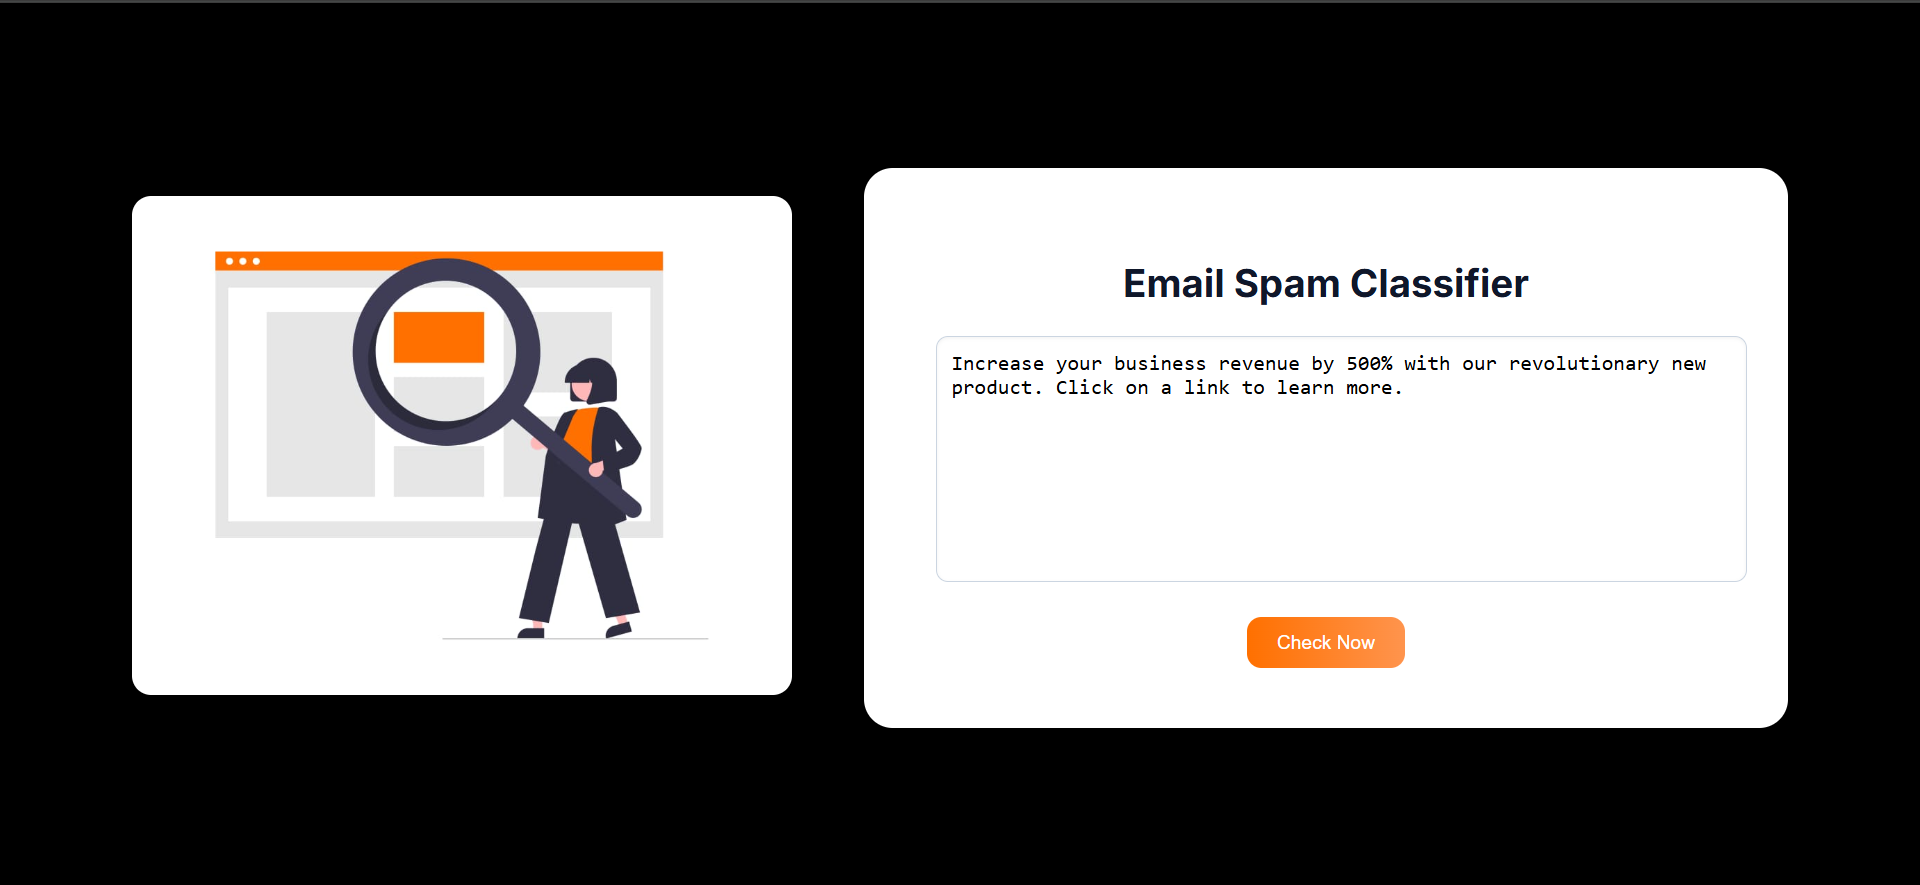 Email Spam Classifier
Increase your business revenue by 500% with our revolutionary new
product. Click on a link to learn more.
Check Now